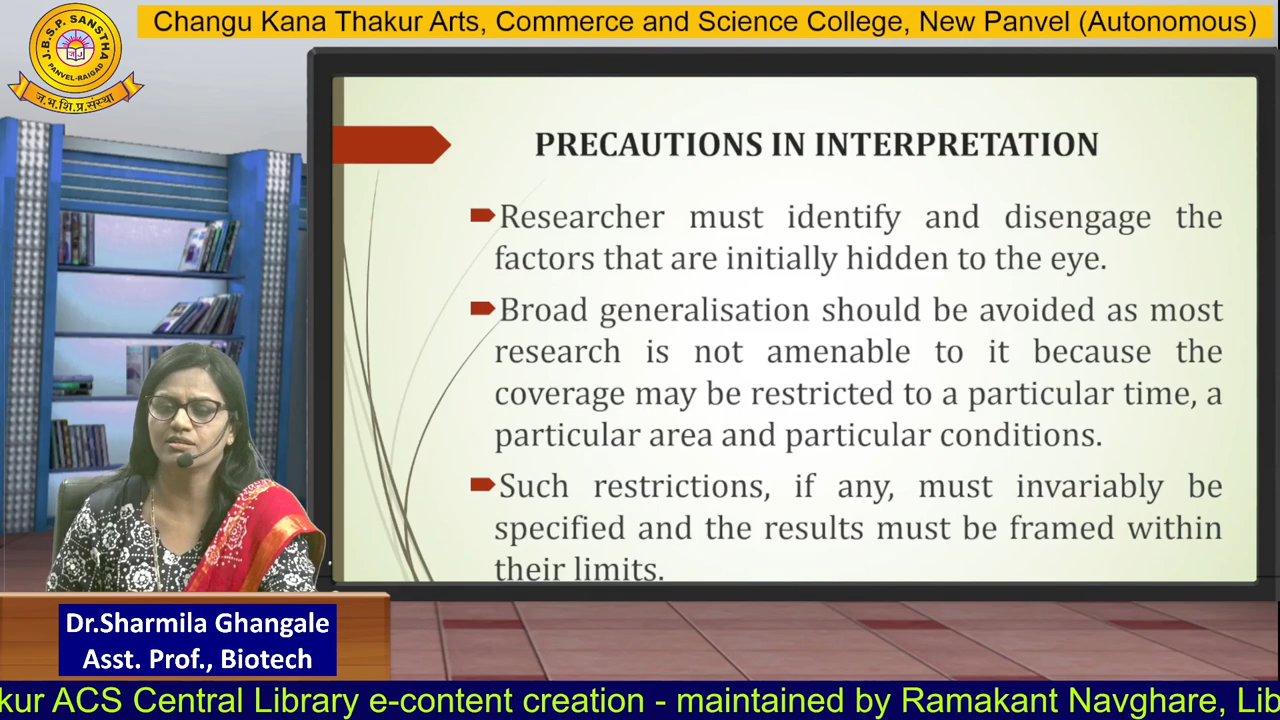 Changu Kana Thakur Arts, Commerce and Science College, New Panvel (Autonomous)
J.B.S.P. SANSTHA
PANVEL-RAIGAD
ज.भ.शि.प्र.संस्था
PRECAUTIONS IN INTERPRETATION
Researcher must identify and disengage the
factors that are initially hidden to the eye.
Broad generalisation should be avoided as most
research is not amenable to it because the
coverage may be restricted to a particular time, a
particular area and particular conditions.
Such restrictions, if any, must invariably be
specified and the results must be framed within
their limits.
Dr.Sharmila Ghangale
Asst. Prof., Biotech
kur ACS Central Library e-content creation - maintained by Ramakant Navghare, Lib